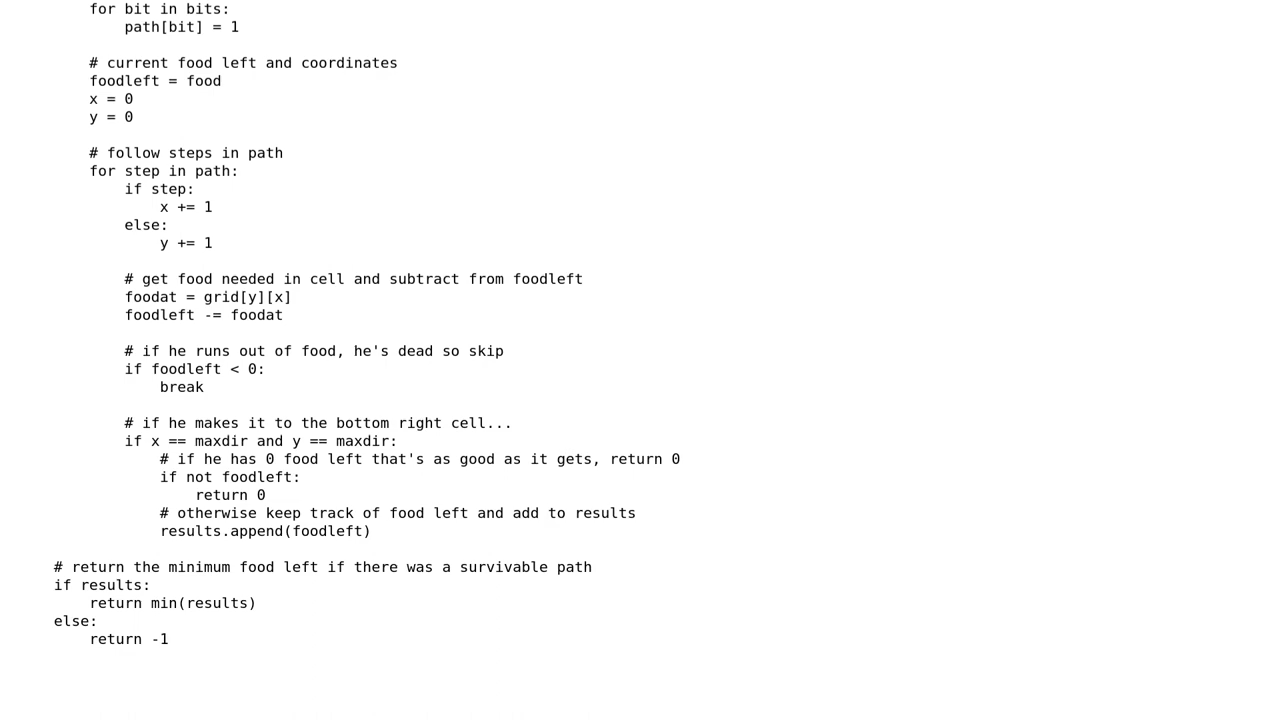 for bit in bits:
path[bit] = 1
# current food left and coordinates
foodleft = food
x = 0
y = 0
# follow steps in path
for step in path:
if step:
x += 1
else:
y += 1
# get food needed in cell and subtract from foodleft
foodat = grid[y][x]
foodleft -= foodat
# if he runs out of food, he's dead so skip
if foodleft < 0:
break
# if he makes it to the bottom right cell...
if x == maxdir and y == maxdir:
# if he has 0 food left that's as good as it gets, return 0
if not foodleft:
return 0
# otherwise keep track of food left and add to results
results.append(foodleft)
# return the minimum food left if there was a survivable path
if results:
return min(results)
else:
return -1